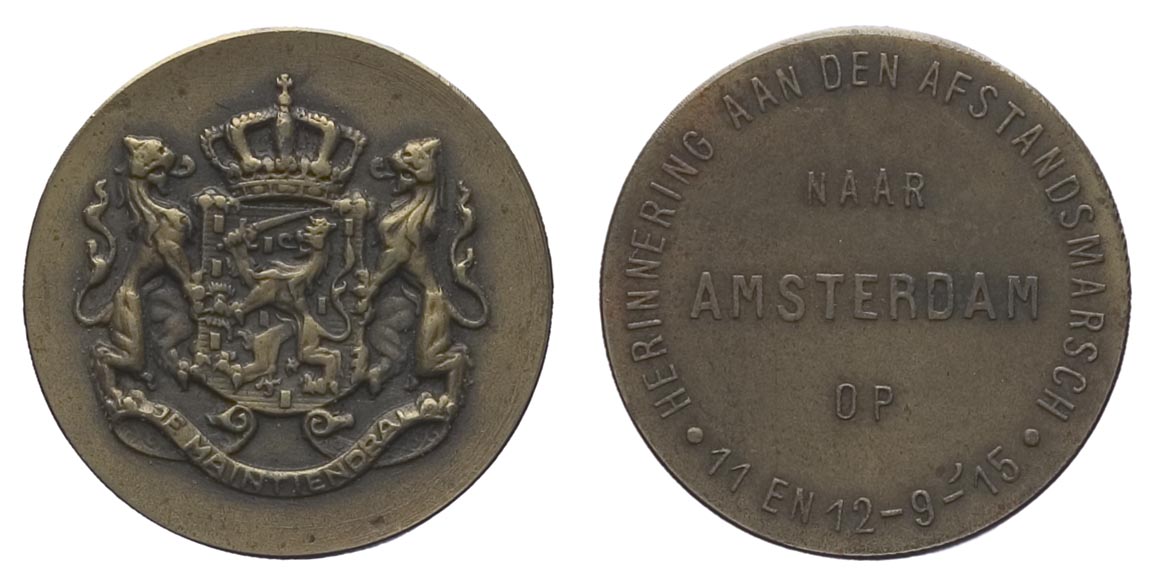 JE MAINTIENDRAI
HERINNERING AAN DEN AFSTANDSMARSCH
NAAR
AMSTERDAM
OP
• 11 EN 12-9-'15 •